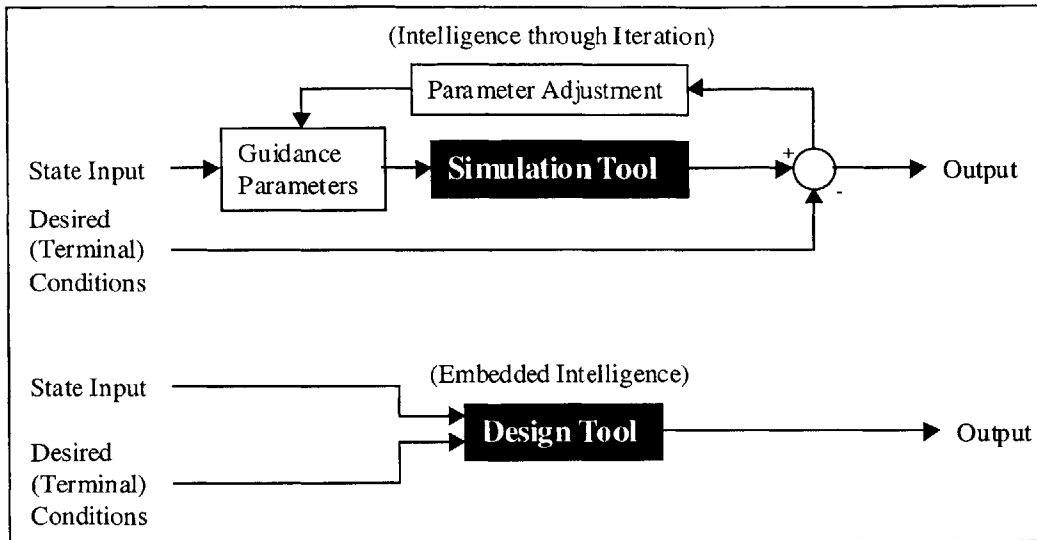 (Intelligence through Iteration)
Parameter Adjustment
State Input
Guidance
Parameters
Simulation Tool
+
-
Output
Desired
(Terminal)
Conditions
(Embedded Intelligence)
State Input
Design Tool
Output
Desired
(Terminal)
Conditions